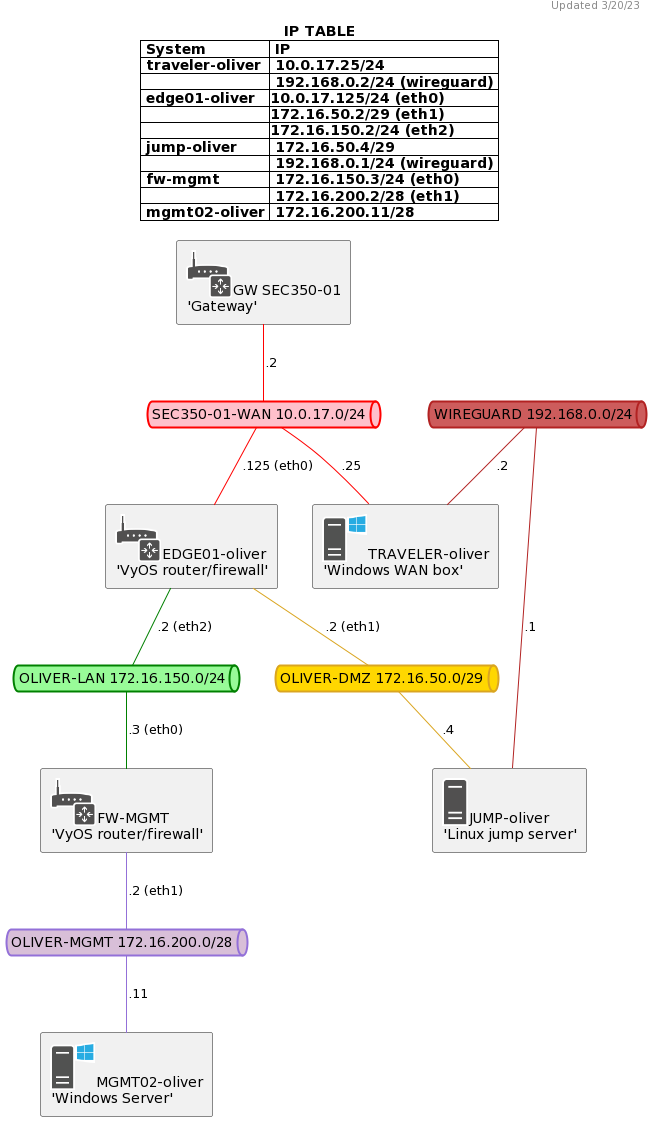 Updated 3/20/23
IP TABLE
System IP
traveler-oliver 10.0.17.25/24
192.168.0.2/24 (wireguard)
edge01-oliver 10.0.17.125/24 (eth0)
172.16.50.2/29 (eth1)
172.16.150.2/24 (eth2)
jump-oliver 172.16.50.4/29
192.168.0.1/24 (wireguard)
fw-mgmt 172.16.150.3/24 (eth0)
172.16.200.2/28 (eth1)
mgmt02-oliver 172.16.200.11/28
GW SEC350-01
'Gateway'
.2
SEC350-01-WAN 10.0.17.0/24
WIREGUARD 192.168.0.0/24
.125 (eth0)
.25
.2
EDGE01-oliver
'VyOS router/firewall'
TRAVELER-oliver
'Windows WAN box'
.2 (eth2)
.2 (eth1)
.1
OLIVER-LAN 172.16.150.0/24
OLIVER-DMZ 172.16.50.0/29
.3 (eth0)
.4
FW-MGMT
'VyOS router/firewall'
JUMP-oliver
'Linux jump server'
.2 (eth1)
OLIVER-MGMT 172.16.200.0/28
.11
MGMT02-oliver
'Windows Server'